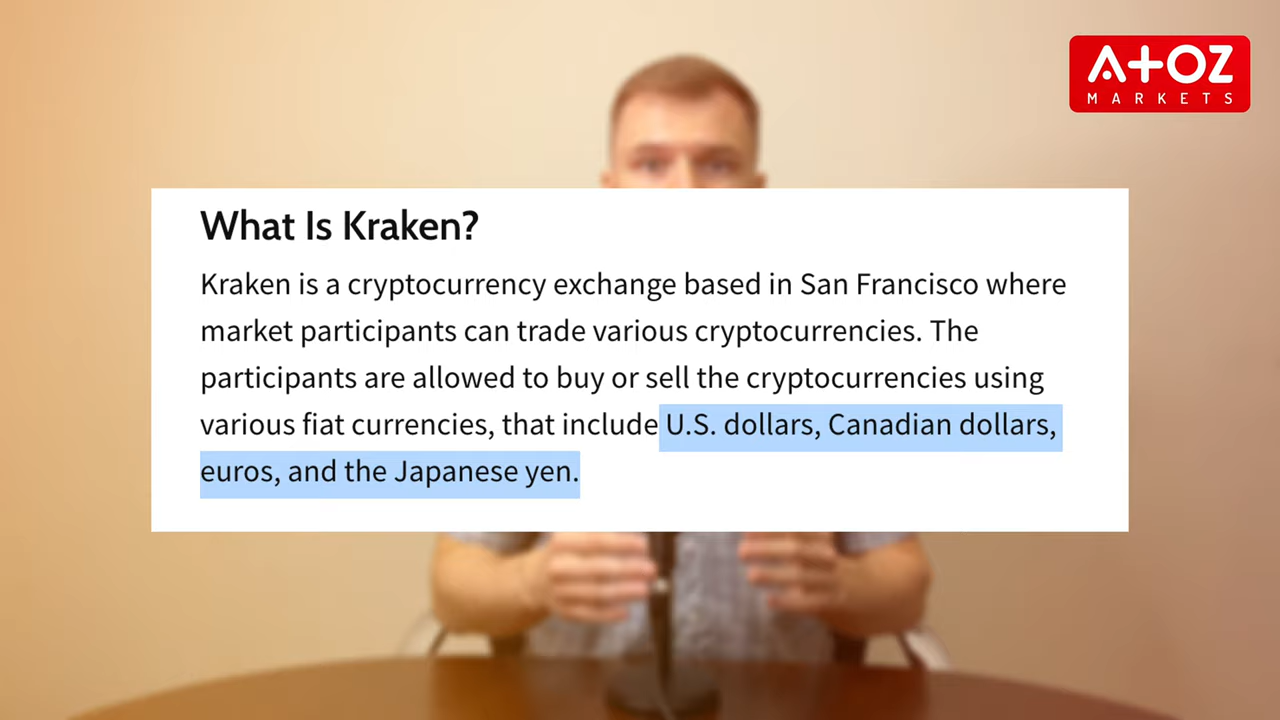 A+OZ
MARKETS
What Is Kraken?
Kraken is a cryptocurrency exchange based in San Francisco where
market participants can trade various cryptocurrencies. The
participants are allowed to buy or sell the cryptocurrencies using
various fiat currencies, that include U.S. dollars, Canadian dollars,
euros, and the Japanese yen.